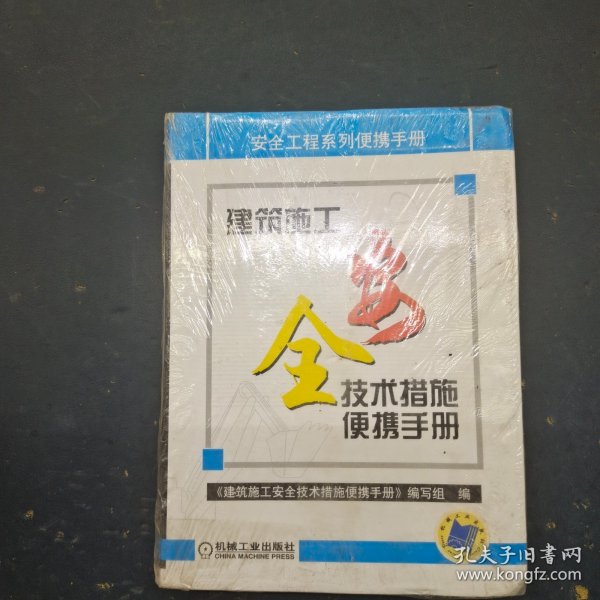 安全工程系列便携手册
建筑施工
安
全
技术措施
便携手册
《建筑施工安全技术措施便携手册》编写组 编
机械工业出版社
CHINA MACHINE PRESS
孔夫子旧书网
www.kongfz.com